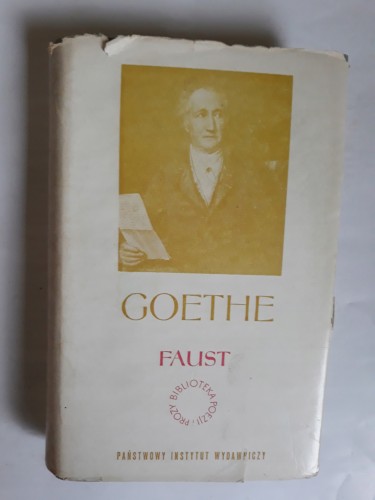 GOETHE
FAUST
BIBLIOTEKA POEZJI I PROZY
PAŃSTWOWY INSTYTUT WYDAWNICZY